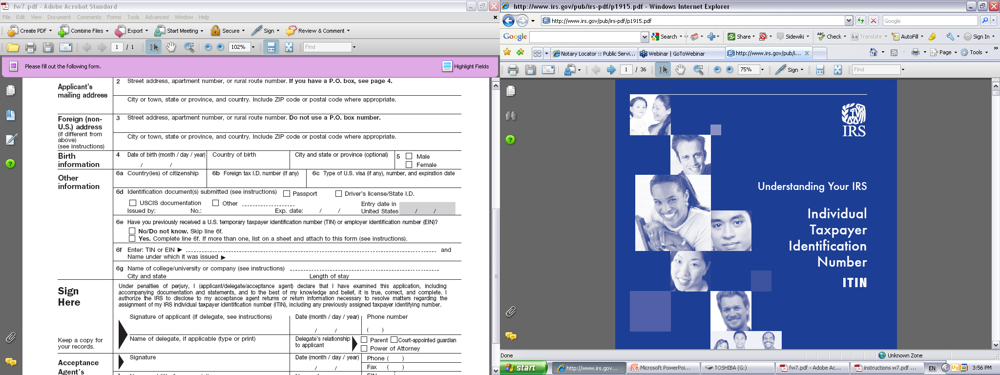 fw7.pdf - Adobe Acrobat Standard
File Edit View Document Comments Forms Tools Advanced Window Help
Create PDF Combine Files Export Start Meeting Secure Sign Review & Comment
1 / 1 102% Find
Please fill out the following form. Highlight Fields
Applicant's mailing address
2 Street address, apartment number, or rural route number. If you have a P.O. box, see page 4.
City or town, state or province, and country. Include ZIP code or postal code where appropriate.
Foreign (non-
U.S.) address
(if different from
above)
(see instructions)
3 Street address, apartment number, or rural route number. Do not use a P.O. box number.
City or town, state or province, and country. Include ZIP code or postal code where appropriate.
Birth
information
4 Date of birth (month / day / year) Country of birth City and state or province (optional) 5 Male
/ / Female
Other
information
6a Country(ies) of citizenship 6b Foreign tax I.D. number (if any) 6c Type of U.S. visa (if any), number, and expiration date
6d Identification document(s) submitted (see instructions) Passport Driver's license/State I.D.
USCIS documentation Other Entry date in
Issued by: No.: Exp. date: / / United States / /
6e Have you previously received a U.S. temporary taxpayer identification number (TIN) or employer identification number (EIN)?
No/Do not know. Skip line 6f.
Yes. Complete line 6f. If more than one, list on a sheet and attach to this form (see instructions).
6f Enter: TIN or EIN ▶ and
Name under which it was issued ▶
6g Name of college/university or company (see instructions)
City and state Length of stay
Sign
Here
Under penalties of perjury, I (applicant/delegate/acceptance agent) declare that I have examined this application, including
accompanying documentation and statements, and to the best of my knowledge and belief, it is true, correct, and complete. I
authorize the IRS to disclose to my acceptance agent returns or return information necessary to resolve matters regarding the
assignment of my IRS individual taxpayer identification number (ITIN), including any previously assigned taxpayer identifying number.
Signature of applicant (if delegate, see instructions) Date (month / day / year) Phone number
/ / ( )
Keep a copy for
your records.
Name of delegate, if applicable (type or print) Delegate's relationship
to applicant Parent Court-appointed guardian
Power of Attorney
Acceptance
Agent's
Signature Date (month / day / year) Phone ( )
/ / Fax ( )
http://www.irs.gov/pub/irs-pdf/p1915.pdf - Windows Internet Explorer
http://www.irs.gov/pub/irs-pdf/p1915.pdf Google
Google Search Share Sidewiki Check Translate AutoFill Sign In
Notary Locator :: Public Servi... Webinar | GoToWebinar http://www.irs.gov/pub/i... Page Tools
1 / 36 75% Sign Find
IRS
Understanding Your IRS
Individual
Taxpayer
Identification
Number
ITIN
Done Unknown Zone
start http://www.irs.gov... Microsoft PowerPoi... TOSHIBA (G:) fw7.pdf - Adobe Ac... instructions w7.pdf ... EN 3:56 PM